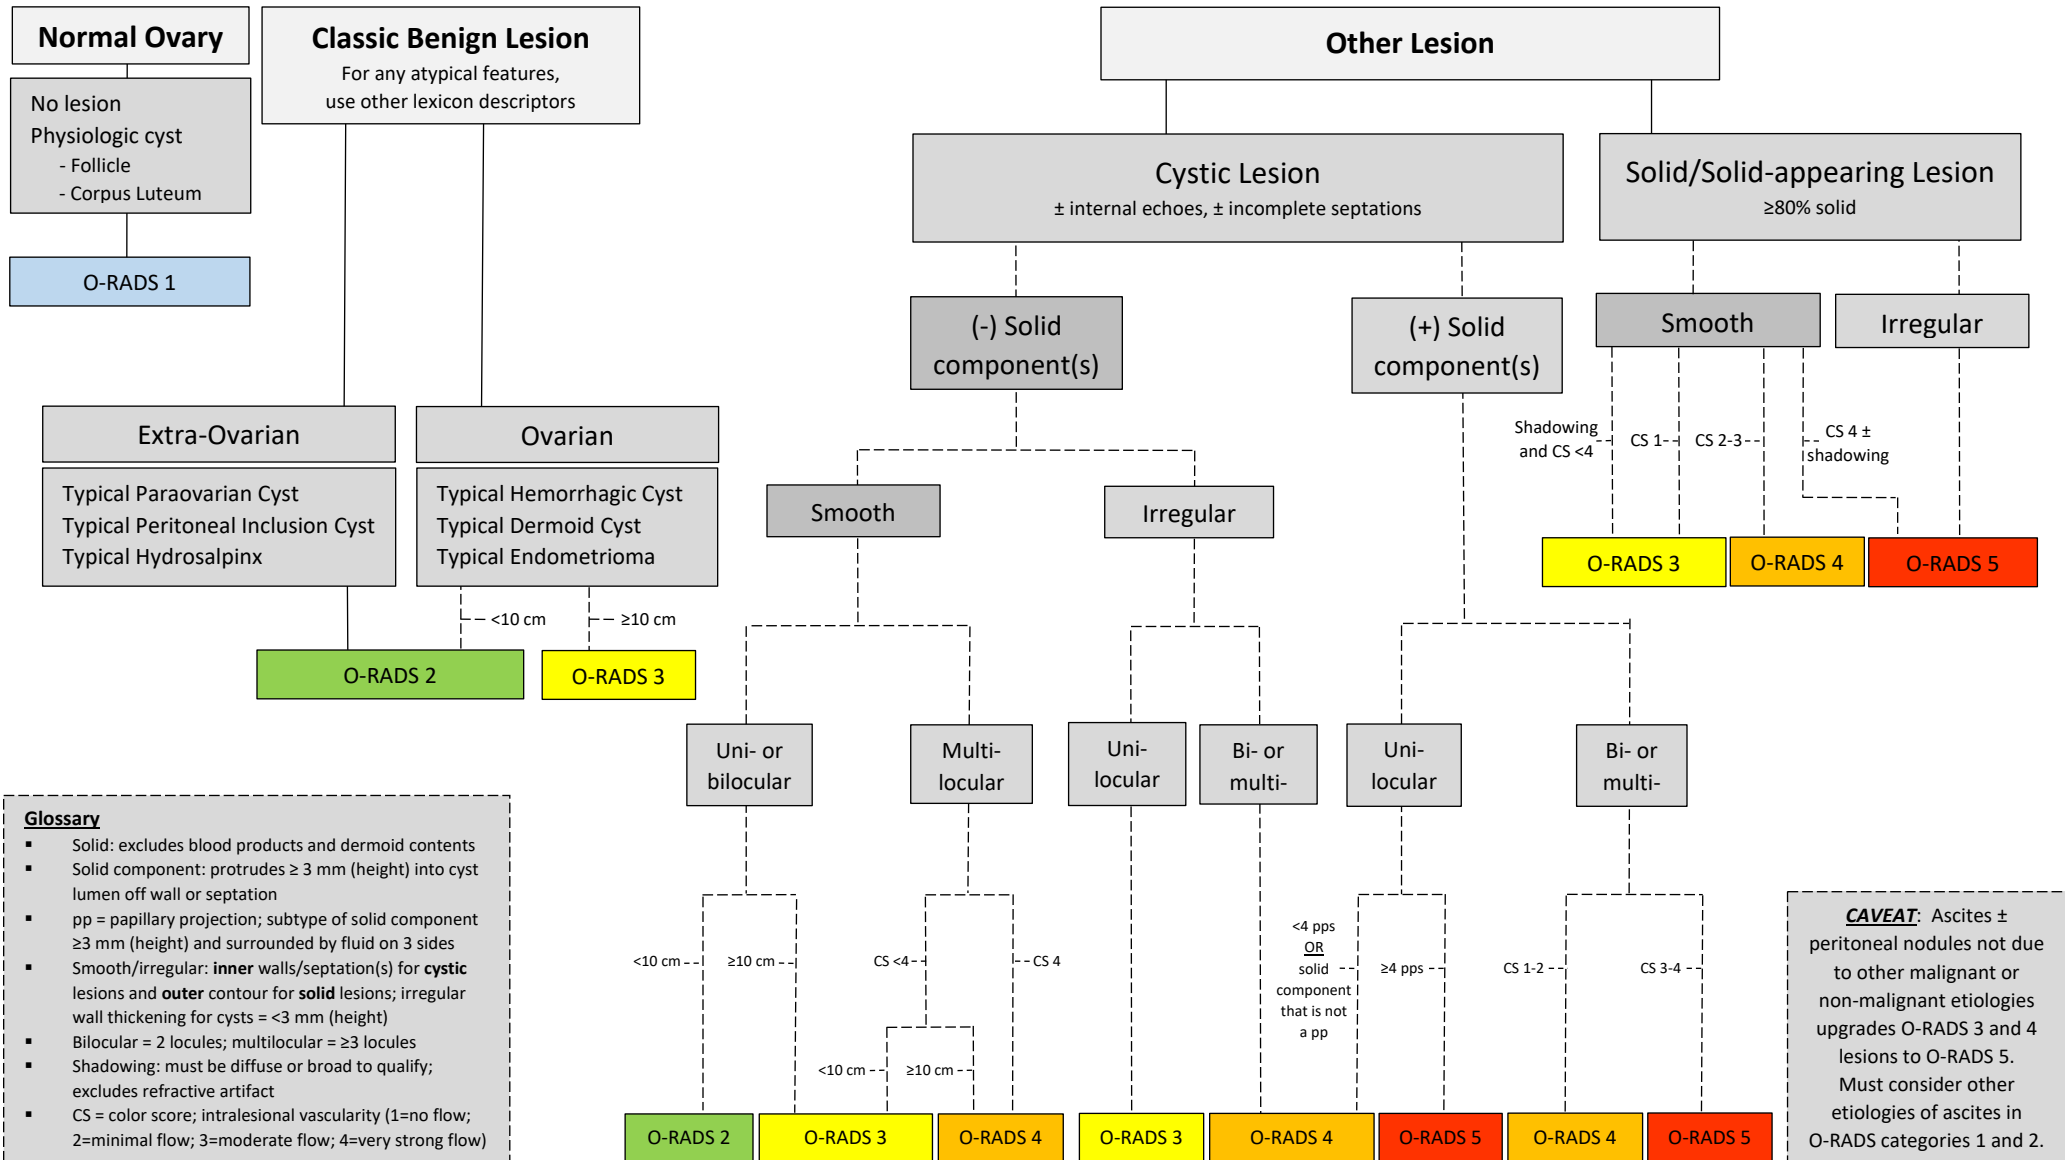 Normal Ovary
No lesion
Physiologic cyst
- Follicle
- Corpus Luteum
O-RADS 1
Classic Benign Lesion
For any atypical features,
use other lexicon descriptors
Extra-Ovarian
Typical Paraovarian Cyst
Typical Peritoneal Inclusion Cyst
Typical Hydrosalpinx
Ovarian
Typical Hemorrhagic Cyst
Typical Dermoid Cyst
Typical Endometrioma
<10 cm
≥10 cm
O-RADS 2
O-RADS 3
Other Lesion
Cystic Lesion
± internal echoes, ± incomplete septations
(-) Solid
component(s)
Smooth
Uni- or
bilocular
<10 cm
≥10 cm
Multi-
locular
CS <4
CS 4
<10 cm
≥10 cm
O-RADS 2
O-RADS 3
O-RADS 4
Irregular
Uni-
locular
Bi- or
multi-
O-RADS 3
O-RADS 4
(+) Solid
component(s)
Uni-
locular
<4 pps
OR
solid
component
that is not
a pp
≥4 pps
O-RADS 5
Bi- or
multi-
CS 1-2
CS 3-4
O-RADS 4
O-RADS 5
Solid/Solid-appearing Lesion
≥80% solid
Smooth
Irregular
Shadowing
and CS <4
CS 1
CS 2-3
CS 4 ±
shadowing
O-RADS 3
O-RADS 4
O-RADS 5
Glossary
▪ Solid: excludes blood products and dermoid contents
▪ Solid component: protrudes ≥ 3 mm (height) into cyst
lumen off wall or septation
▪ pp = papillary projection; subtype of solid component
≥3 mm (height) and surrounded by fluid on 3 sides
▪ Smooth/irregular: inner walls/septation(s) for cystic
lesions and outer contour for solid lesions; irregular
wall thickening for cysts = <3 mm (height)
▪ Bilocular = 2 locules; multilocular = ≥3 locules
▪ Shadowing: must be diffuse or broad to qualify;
excludes refractive artifact
▪ CS = color score; intralesional vascularity (1=no flow;
2=minimal flow; 3=moderate flow; 4=very strong flow)
CAVEAT: Ascites ±
peritoneal nodules not due
to other malignant or
non-malignant etiologies
upgrades O-RADS 3 and 4
lesions to O-RADS 5.
Must consider other
etiologies of ascites in
O-RADS categories 1 and 2.